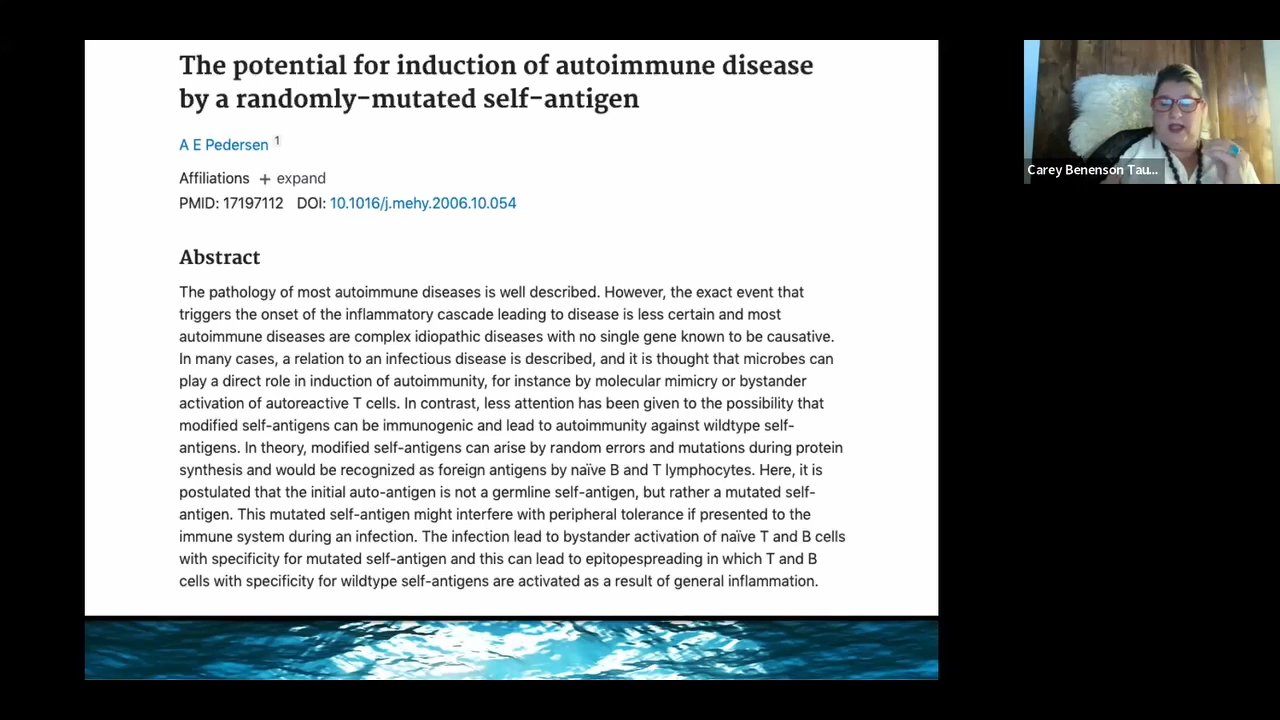 The potential for induction of autoimmune disease
by a randomly-mutated self-antigen
A E Pedersen 1
Affiliations + expand
PMID: 17197112 DOI: 10.1016/j.mehy.2006.10.054
Abstract
The pathology of most autoimmune diseases is well described. However, the exact event that
triggers the onset of the inflammatory cascade leading to disease is less certain and most
autoimmune diseases are complex idiopathic diseases with no single gene known to be causative.
In many cases, a relation to an infectious disease is described, and it is thought that microbes can
play a direct role in induction of autoimmunity, for instance by molecular mimicry or bystander
activation of autoreactive T cells. In contrast, less attention has been given to the possibility that
modified self-antigens can be immunogenic and lead to autoimmunity against wildtype self-
antigens. In theory, modified self-antigens can arise by random errors and mutations during protein
synthesis and would be recognized as foreign antigens by naïve B and T lymphocytes. Here, it is
postulated that the initial auto-antigen is not a germline self-antigen, but rather a mutated self-
antigen. This mutated self-antigen might interfere with peripheral tolerance if presented to the
immune system during an infection. The infection lead to bystander activation of naïve T and B cells
with specificity for mutated self-antigen and this can lead to epitopespreading in which T and B
cells with specificity for wildtype self-antigens are activated as a result of general inflammation.
Carey Benenson Tau...